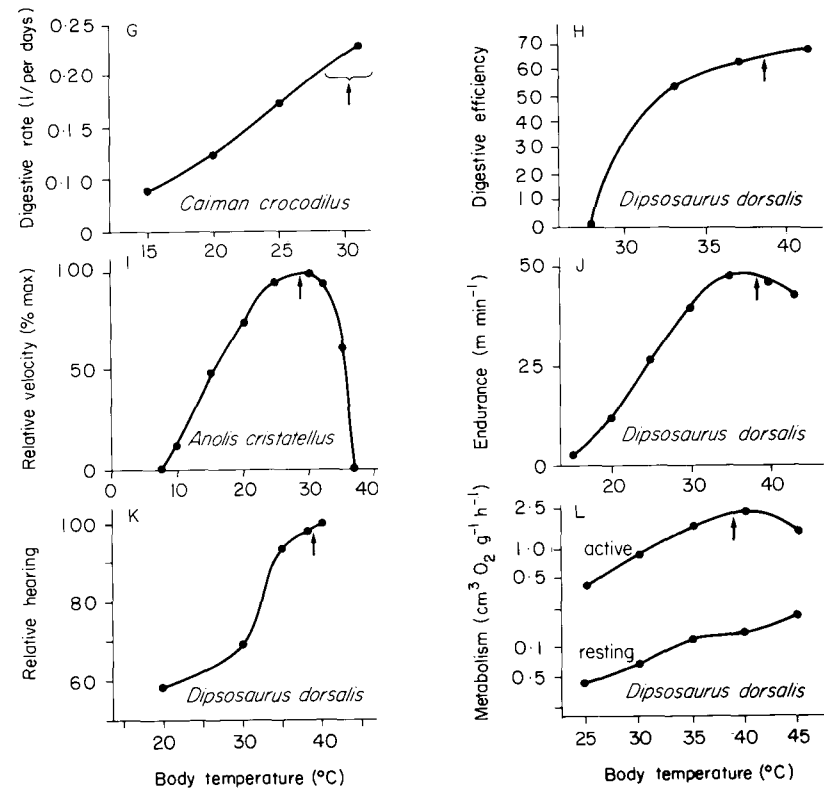 G
Digestive rate (1/per days)
0·25
0·20
0·15
0·10
0
15 20 25 30
Caiman crocodilus
H
Digestive efficiency
70
60
50
40
30
20
10
0
30 35 40
Dipsosaurus dorsalis
I
Relative velocity (% max)
100
50
0
0 10 20 30 40
Anolis cristatellus
J
Endurance (m min⁻¹)
50
25
0
20 30 40
Dipsosaurus dorsalis
K
Relative hearing
100
80
60
20 30 40
Dipsosaurus dorsalis
Body temperature (°C)
L
Metabolism (cm³ O₂ g⁻¹ h⁻¹)
2·5
1·0
0·5
0·1
0·5
active
resting
Dipsosaurus dorsalis
25 30 35 40 45
Body temperature (°C)